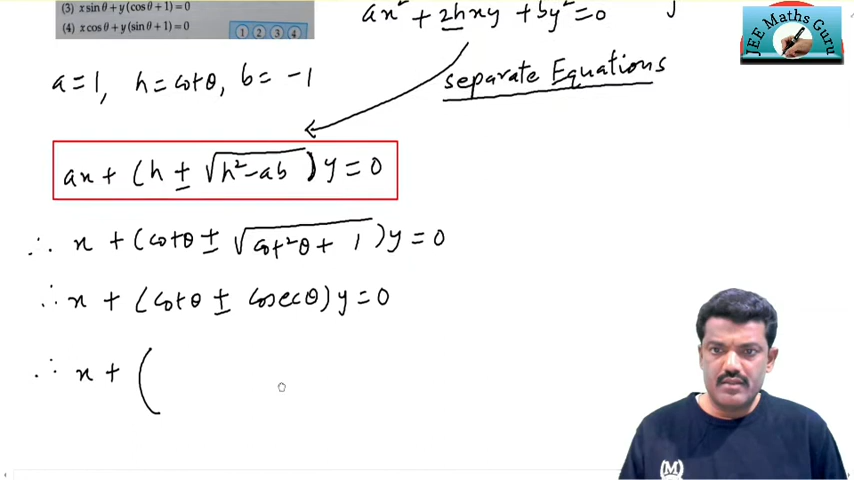 (3) x sin θ + y (cos θ + 1) = 0
(4) x cos θ + y (sin θ + 1) = 0
1 2 3 4
ax² + 2hxy + by² = 0
JEE Maths Guru
a = 1, h = cot θ, b = -1
separate Equations
ax + (h ± √h² - ab) y = 0
∴ x + (cot θ ± √cot² θ + 1) y = 0
∴ x + (cot θ ± cosec θ) y = 0
∴ x + (
(M)